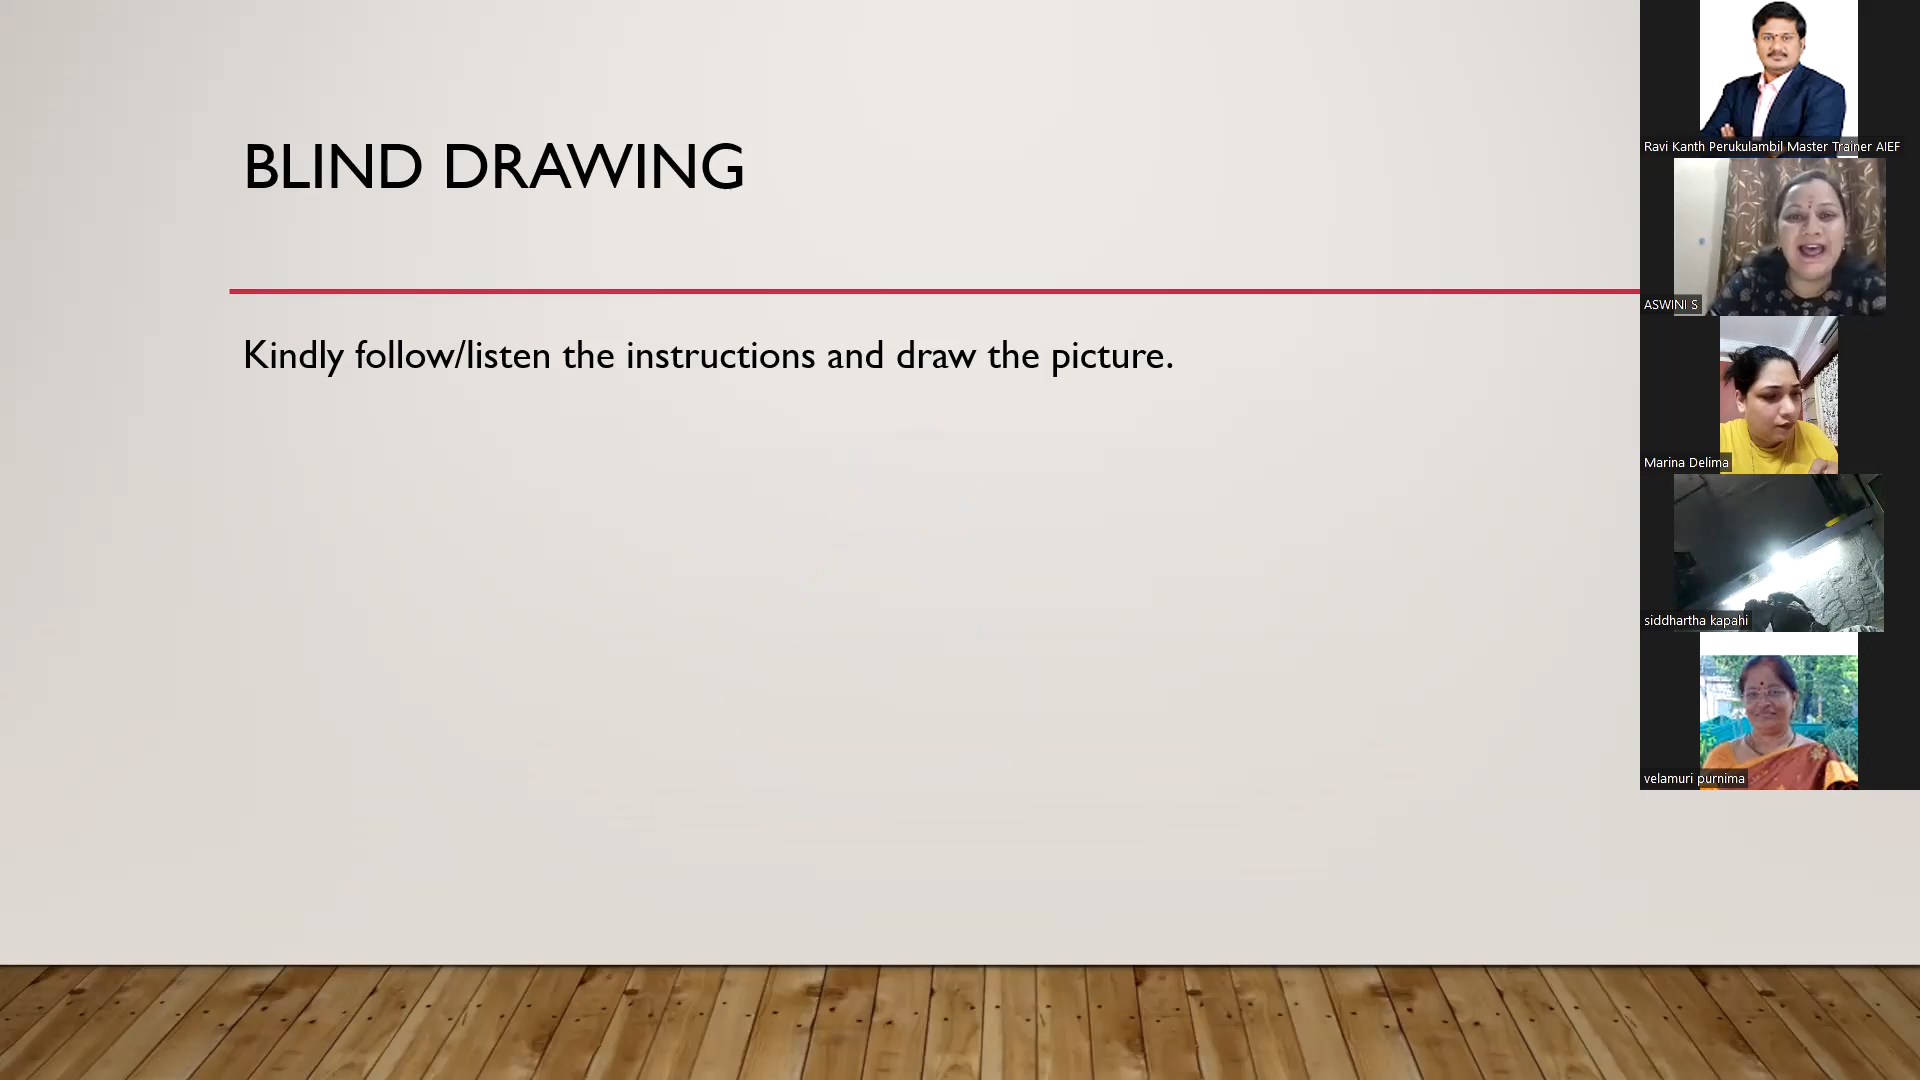 BLIND DRAWING
Kindly follow/listen the instructions and draw the picture.
Ravi Kanth Perukulambil Master Trainer AIEF
ASWINI S
Marina Delima
siddhartha kapahi
velamuri purnima